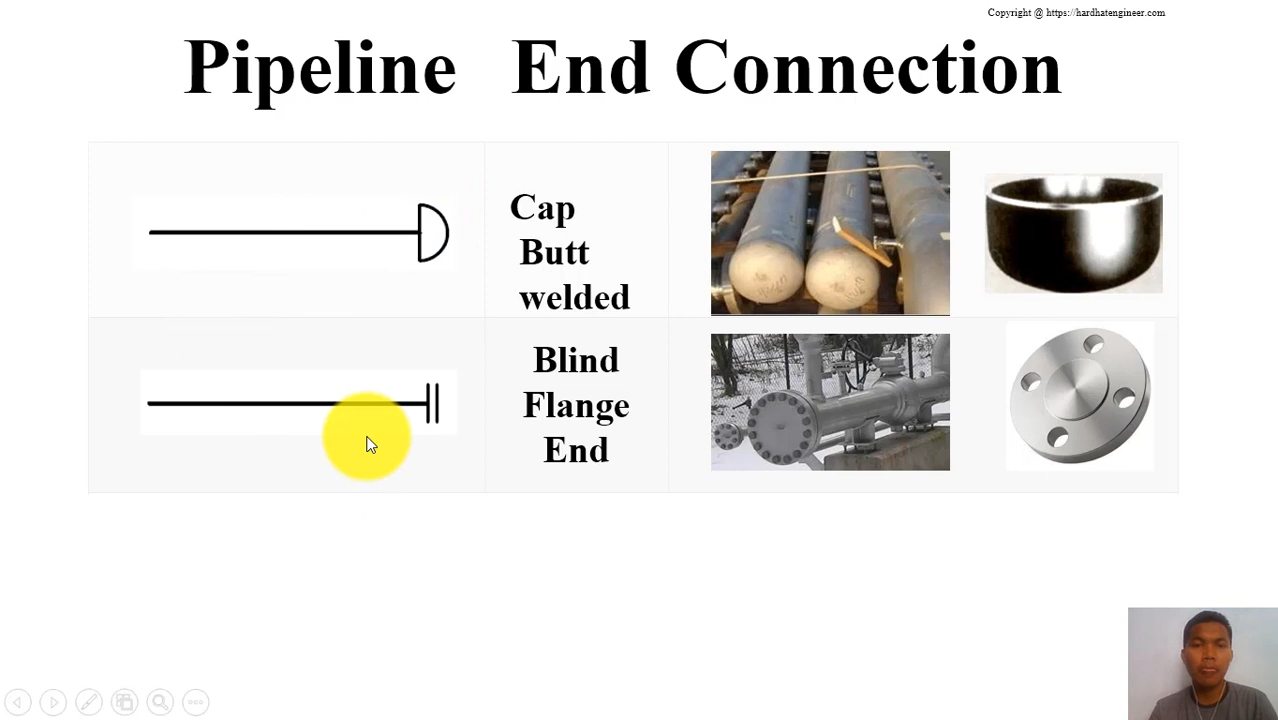 Copyright @ https://hardhatengineer.com
Pipeline End Connection
Cap
Butt
welded
Blind
Flange
End